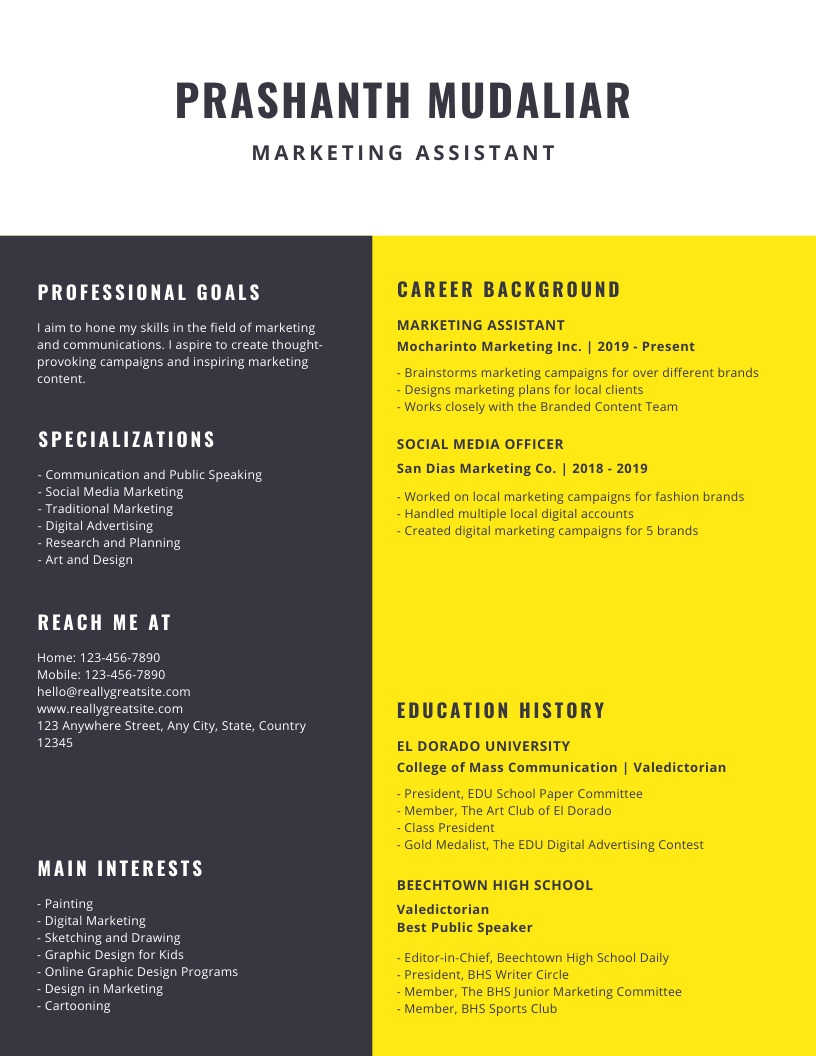 PRASHANTH MUDALIAR
MARKETING ASSISTANT
PROFESSIONAL GOALS
I aim to hone my skills in the field of marketing
and communications. I aspire to create thought-
provoking campaigns and inspiring marketing
content.
SPECIALIZATIONS
- Communication and Public Speaking
- Social Media Marketing
- Traditional Marketing
- Digital Advertising
- Research and Planning
- Art and Design
REACH ME AT
Home: 123-456-7890
Mobile: 123-456-7890
hello@reallygreatsite.com
www.reallygreatsite.com
123 Anywhere Street, Any City, State, Country
12345
MAIN INTERESTS
- Painting
- Digital Marketing
- Sketching and Drawing
- Graphic Design for Kids
- Online Graphic Design Programs
- Design in Marketing
- Cartooning
CAREER BACKGROUND
MARKETING ASSISTANT
Mocharinto Marketing Inc. | 2019 - Present
- Brainstorms marketing campaigns for over different brands
- Designs marketing plans for local clients
- Works closely with the Branded Content Team
SOCIAL MEDIA OFFICER
San Dias Marketing Co. | 2018 - 2019
- Worked on local marketing campaigns for fashion brands
- Handled multiple local digital accounts
- Created digital marketing campaigns for 5 brands
EDUCATION HISTORY
EL DORADO UNIVERSITY
College of Mass Communication | Valedictorian
- President, EDU School Paper Committee
- Member, The Art Club of El Dorado
- Class President
- Gold Medalist, The EDU Digital Advertising Contest
BEECHTOWN HIGH SCHOOL
Valedictorian
Best Public Speaker
- Editor-in-Chief, Beechtown High School Daily
- President, BHS Writer Circle
- Member, The BHS Junior Marketing Committee
- Member, BHS Sports Club